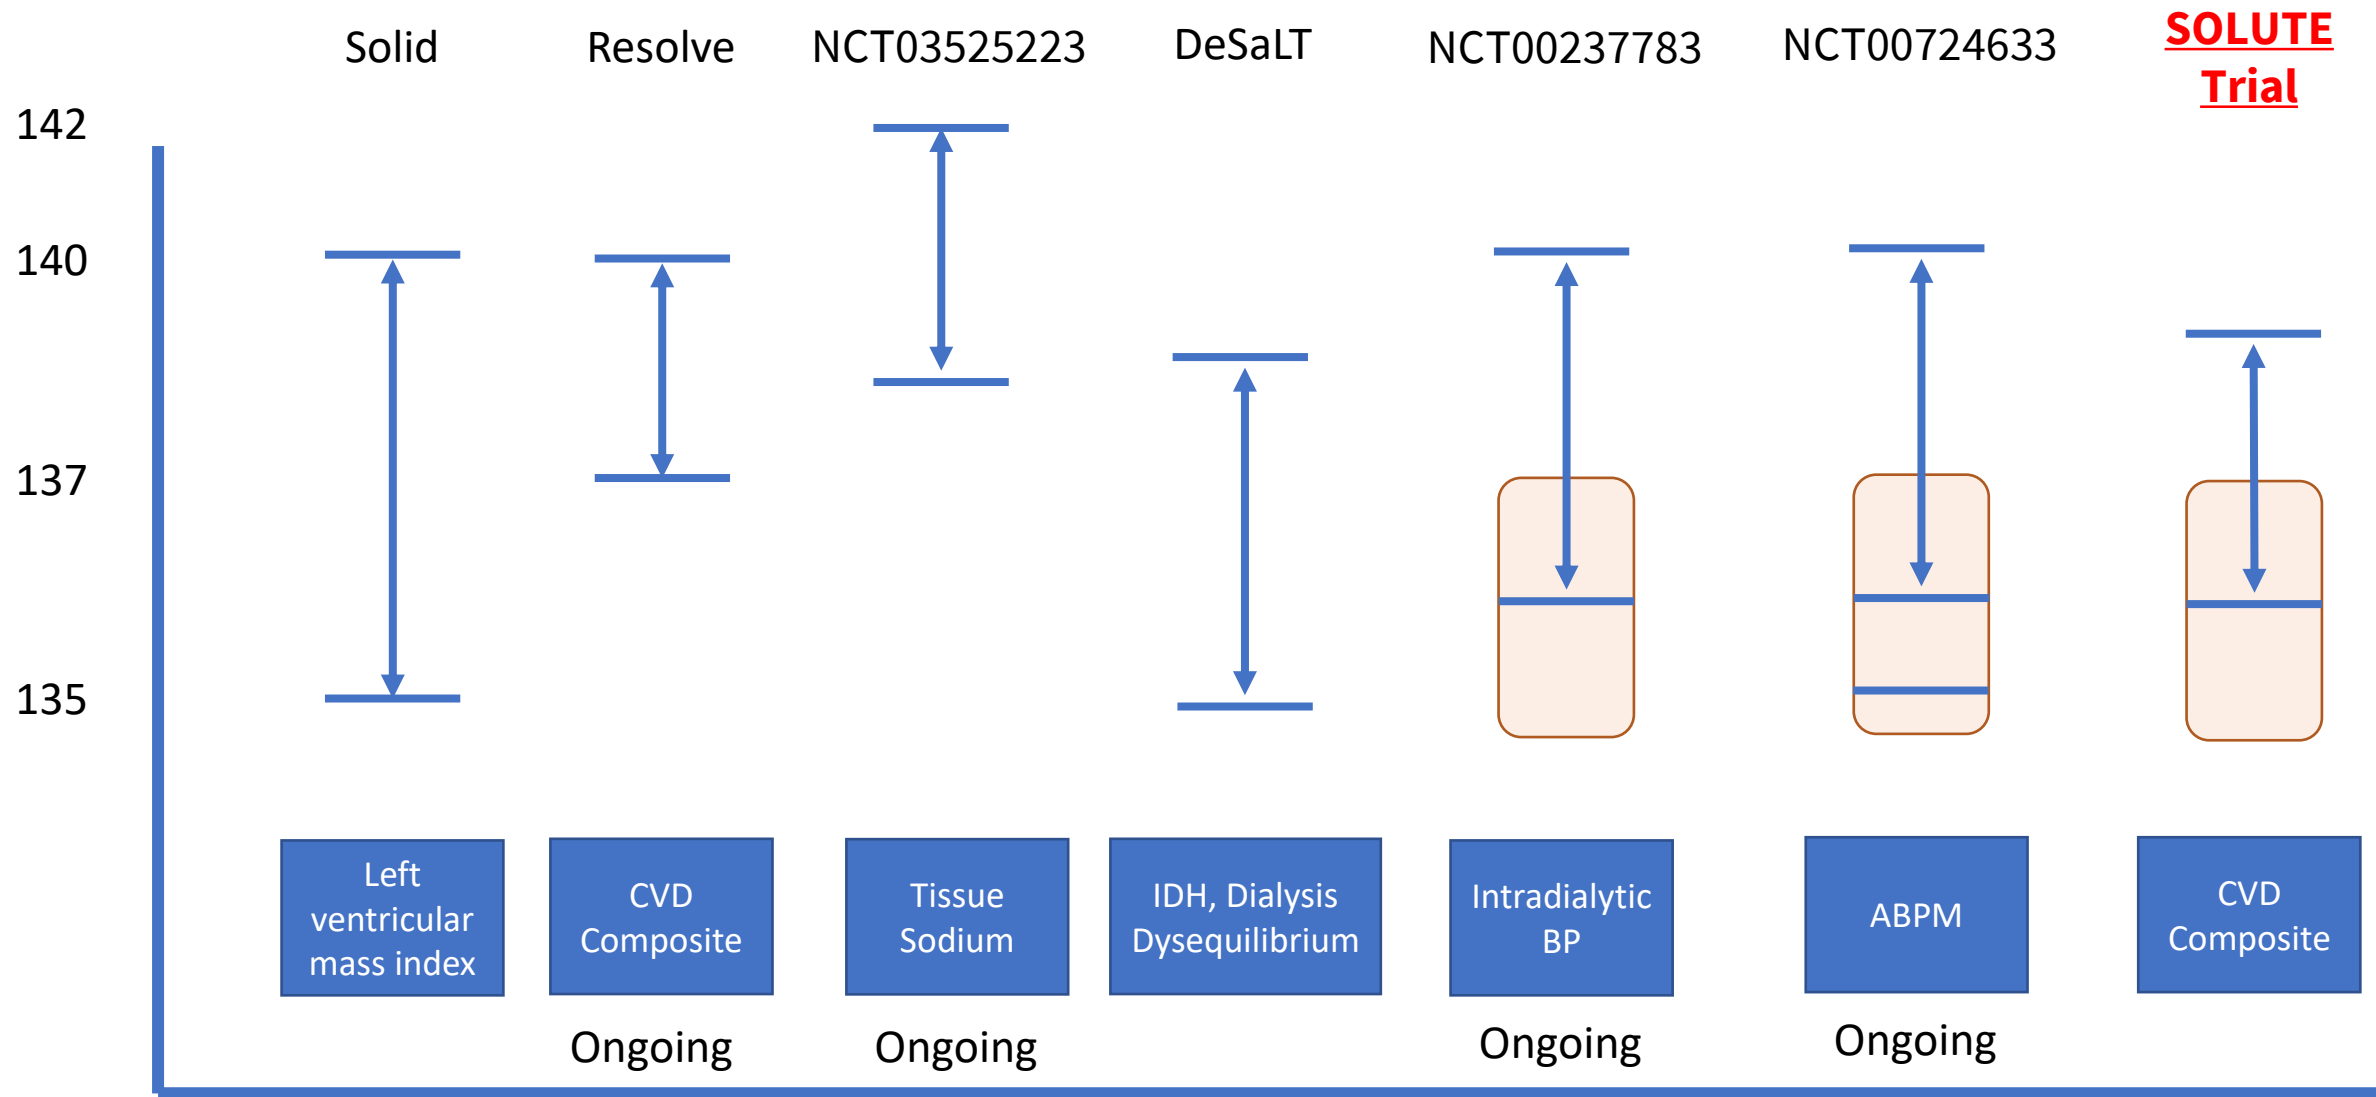 Solid
Resolve
NCT03525223
DeSaLT
NCT00237783
NCT00724633
SOLUTE
Trial
142
140
137
135
Left
ventricular
mass index
CVD
Composite
Tissue
Sodium
IDH, Dialysis
Dysequilibrium
Intradialytic
BP
ABPM
CVD
Composite
Ongoing
Ongoing
Ongoing
Ongoing